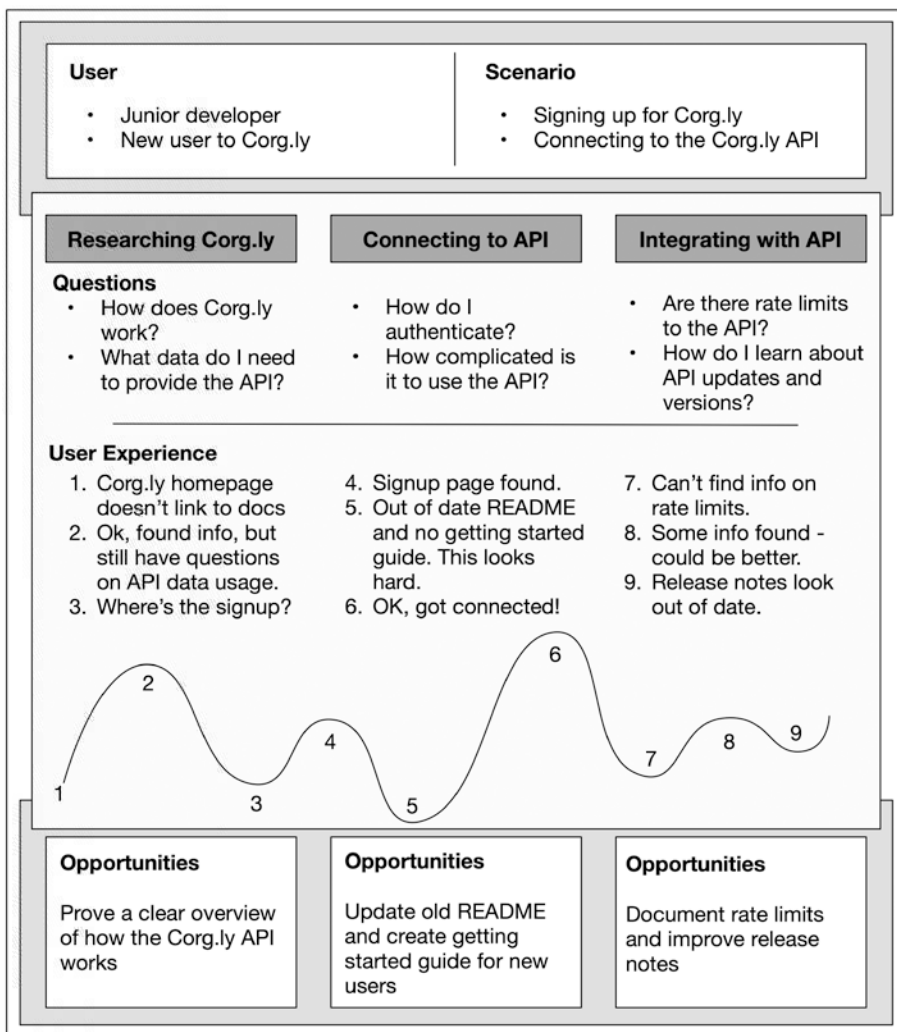 User
• Junior developer
• New user to Corg.ly
Scenario
• Signing up for Corg.ly
• Connecting to the Corg.ly API
Researching Corg.ly
Connecting to API
Integrating with API
Questions
• How does Corg.ly
work?
• What data do I need
to provide the API?
• How do I
authenticate?
• How complicated is
it to use the API?
• Are there rate limits
to the API?
• How do I learn about
API updates and
versions?
User Experience
1. Corg.ly homepage
doesn't link to docs
2. Ok, found info, but
still have questions
on API data usage.
3. Where's the signup?
4. Signup page found.
5. Out of date README
and no getting started
guide. This looks
hard.
6. OK, got connected!
7. Can't find info on
rate limits.
8. Some info found -
could be better.
9. Release notes look
out of date.
1
2
3
4
5
6
7
8
9
Opportunities
Prove a clear overview
of how the Corg.ly API
works
Opportunities
Update old README
and create getting
started guide for new
users
Opportunities
Document rate limits
and improve release
notes